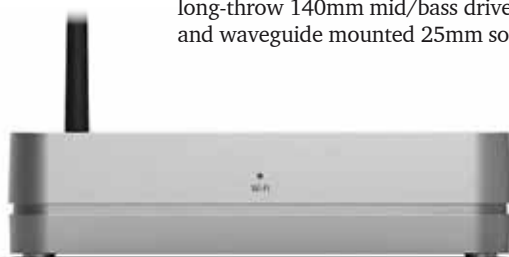 long-throw 140mm mid/bass drive
and waveguide mounted 25mm so
Wi-Fi